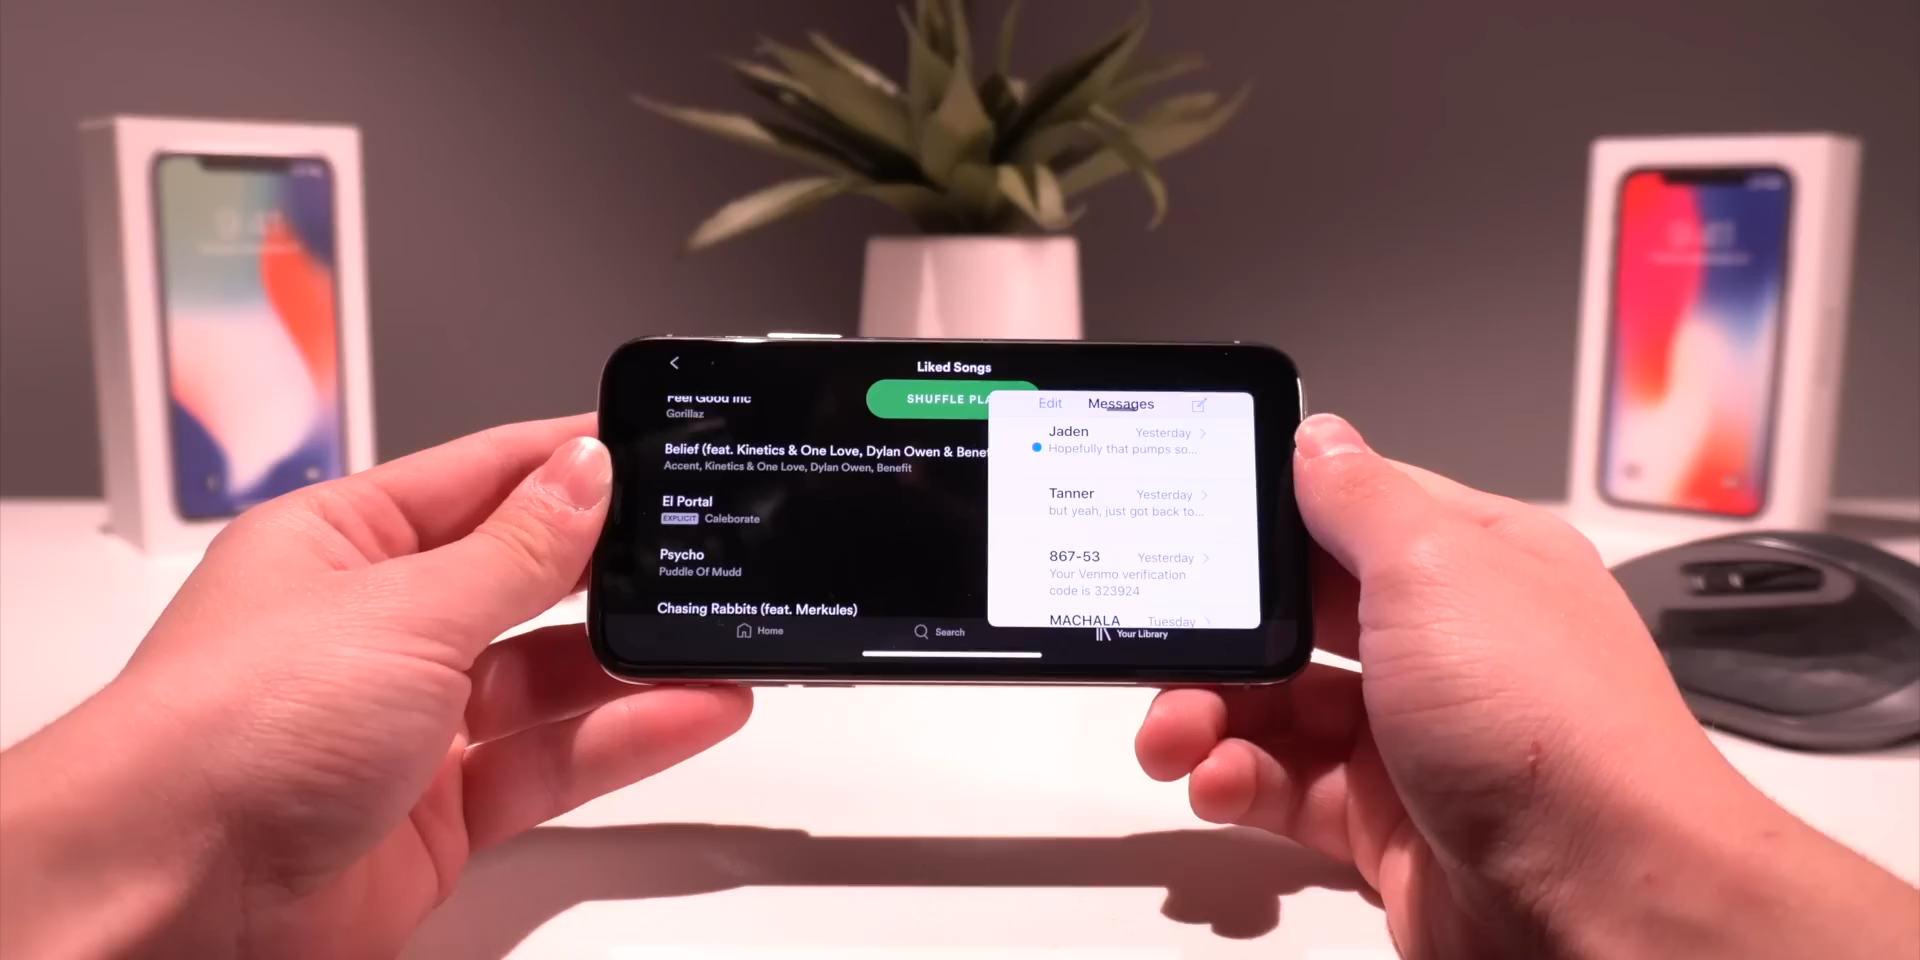 Liked Songs
Feel Good Inc
Gorillaz
SHUFFLE PLA
Belief (feat. Kinetics & One Love, Dylan Owen & Benef
Accent, Kinetics & One Love, Dylan Owen, Benefit
El Portal
EXPLICIT Caleborate
Psycho
Puddle Of Mudd
Chasing Rabbits (feat. Merkules)
Home
Search
Your Library
Edit Messages
Jaden Yesterday
Hopefully that pumps so...
Tanner Yesterday
but yeah, just got back to...
867-53 Yesterday
Your Venmo verification
code is 323924
MACHALA Tuesday